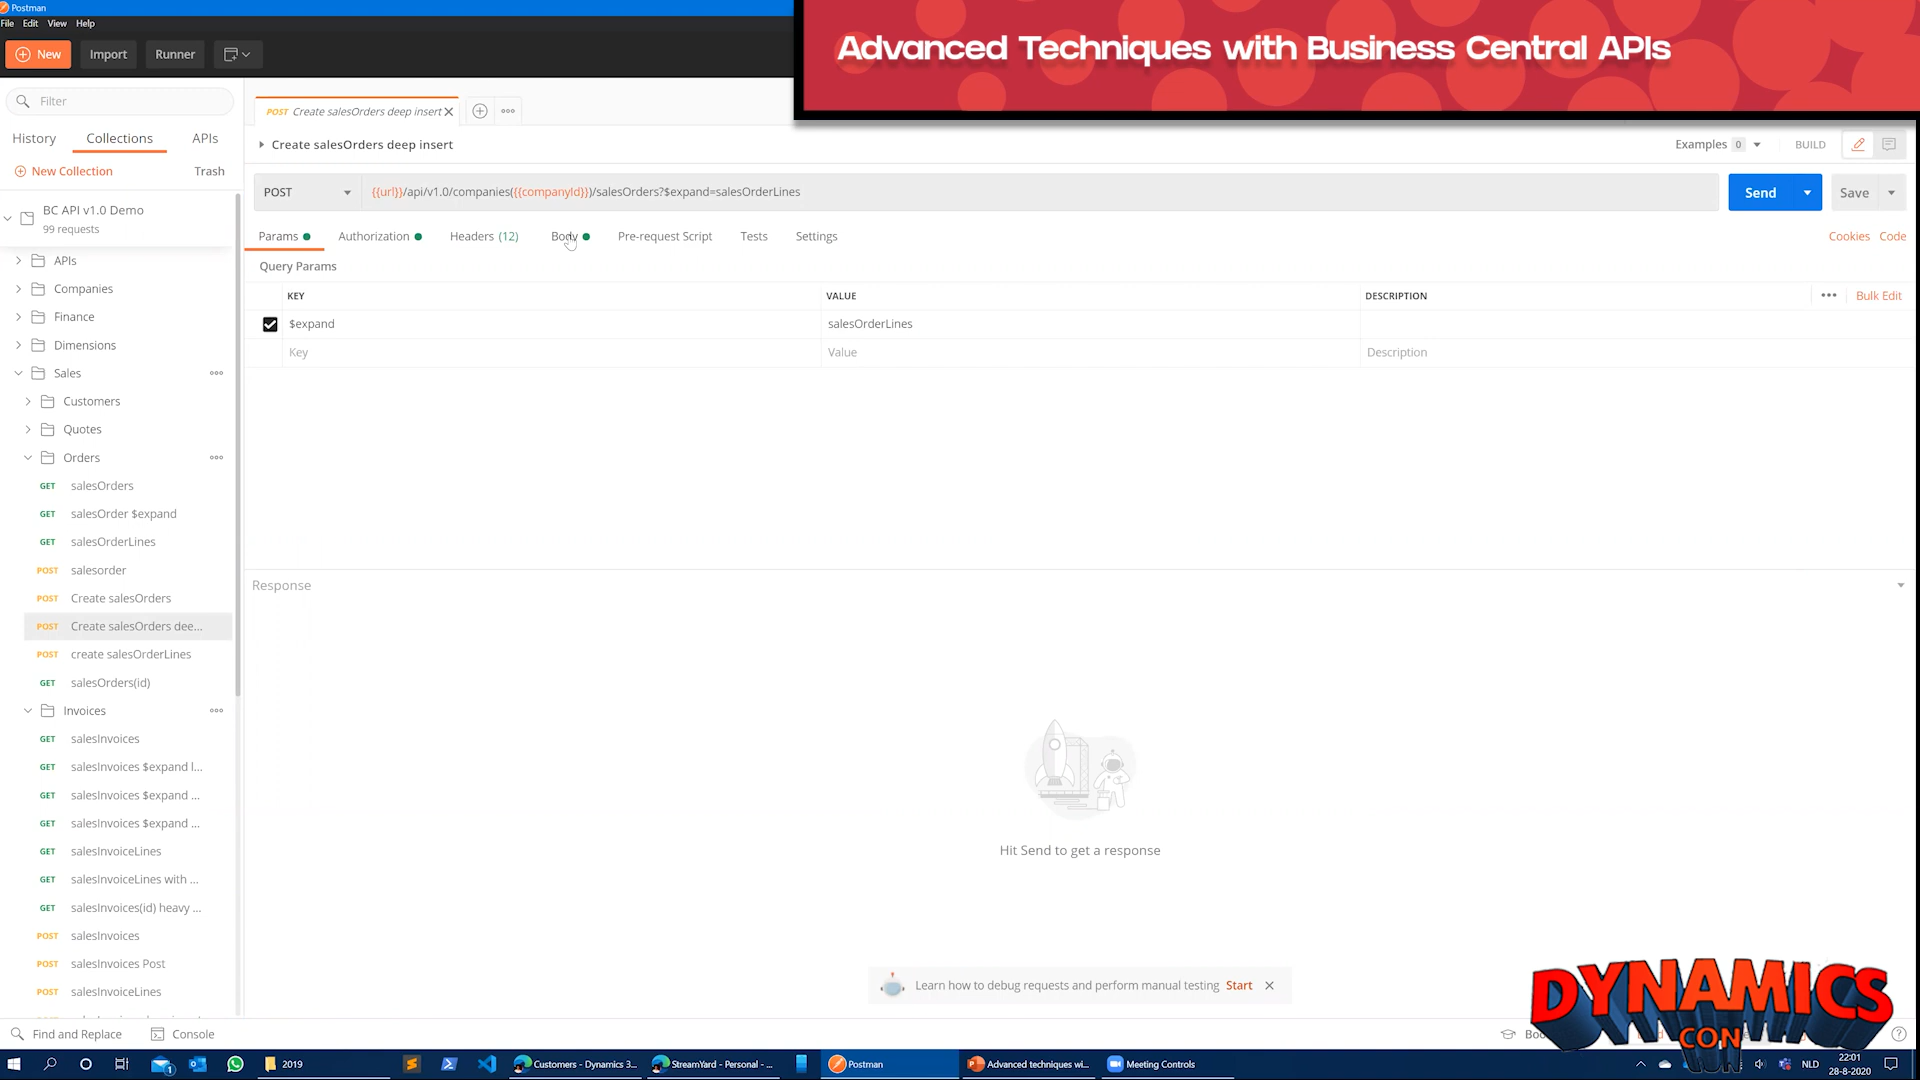 Postman
File Edit View Help
New Import Runner
Advanced Techniques with Business Central APIs
Filter
History Collections APIs
New Collection Trash
BC API v1.0 Demo
99 requests
APIs
Companies
Finance
Dimensions
Sales
Customers
Quotes
Orders
GET salesOrders
GET salesOrder $expand
GET salesOrderLines
POST salesorder
POST Create salesOrders
POST Create salesOrders dee...
POST create salesOrderLines
GET salesOrders(id)
Invoices
GET salesInvoices
GET salesInvoices $expand l...
GET salesInvoices $expand ...
GET salesInvoices $expand ...
GET salesInvoiceLines
GET salesInvoiceLines with ...
GET salesInvoices(id) heavy ...
POST salesInvoices
POST salesInvoices Post
POST salesInvoiceLines
POST Create salesOrders deep insert
Create salesOrders deep insert
Examples 0 BUILD
POST {{url}}/api/v1.0/companies({{companyId}})/salesOrders?$expand=salesOrderLines
Send Save
Params Authorization Headers (12) Body Pre-request Script Tests Settings
Cookies Code
Query Params
KEY VALUE DESCRIPTION
Bulk Edit
$expand salesOrderLines
Key Value Description
Response
Hit Send to get a response
Learn how to debug requests and perform manual testing Start
DYNAMICS
CON
Find and Replace Console
2019
Customers - Dynamics 3...
StreamYard - Personal - ...
Postman
Advanced techniques wi...
Meeting Controls
NLD
22:01
28-8-2020